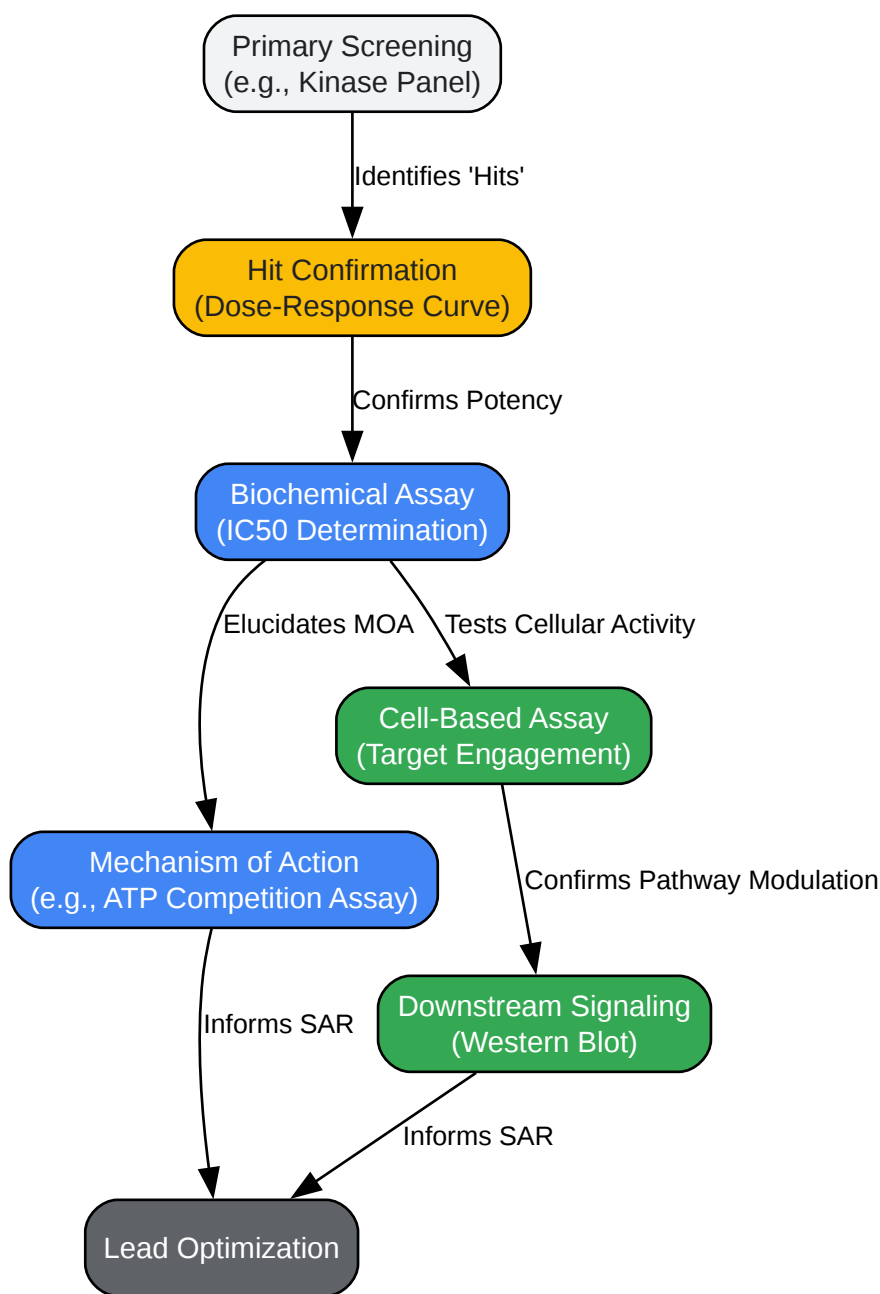 Primary Screening
(e.g., Kinase Panel)
Identifies 'Hits'
Hit Confirmation
(Dose-Response Curve)
Confirms Potency
Biochemical Assay
(IC50 Determination)
Elucidates MOA
Tests Cellular Activity
Cell-Based Assay
(Target Engagement)
Mechanism of Action
(e.g., ATP Competition Assay)
Confirms Pathway Modulation
Downstream Signaling
(Western Blot)
Informs SAR
Informs SAR
Lead Optimization